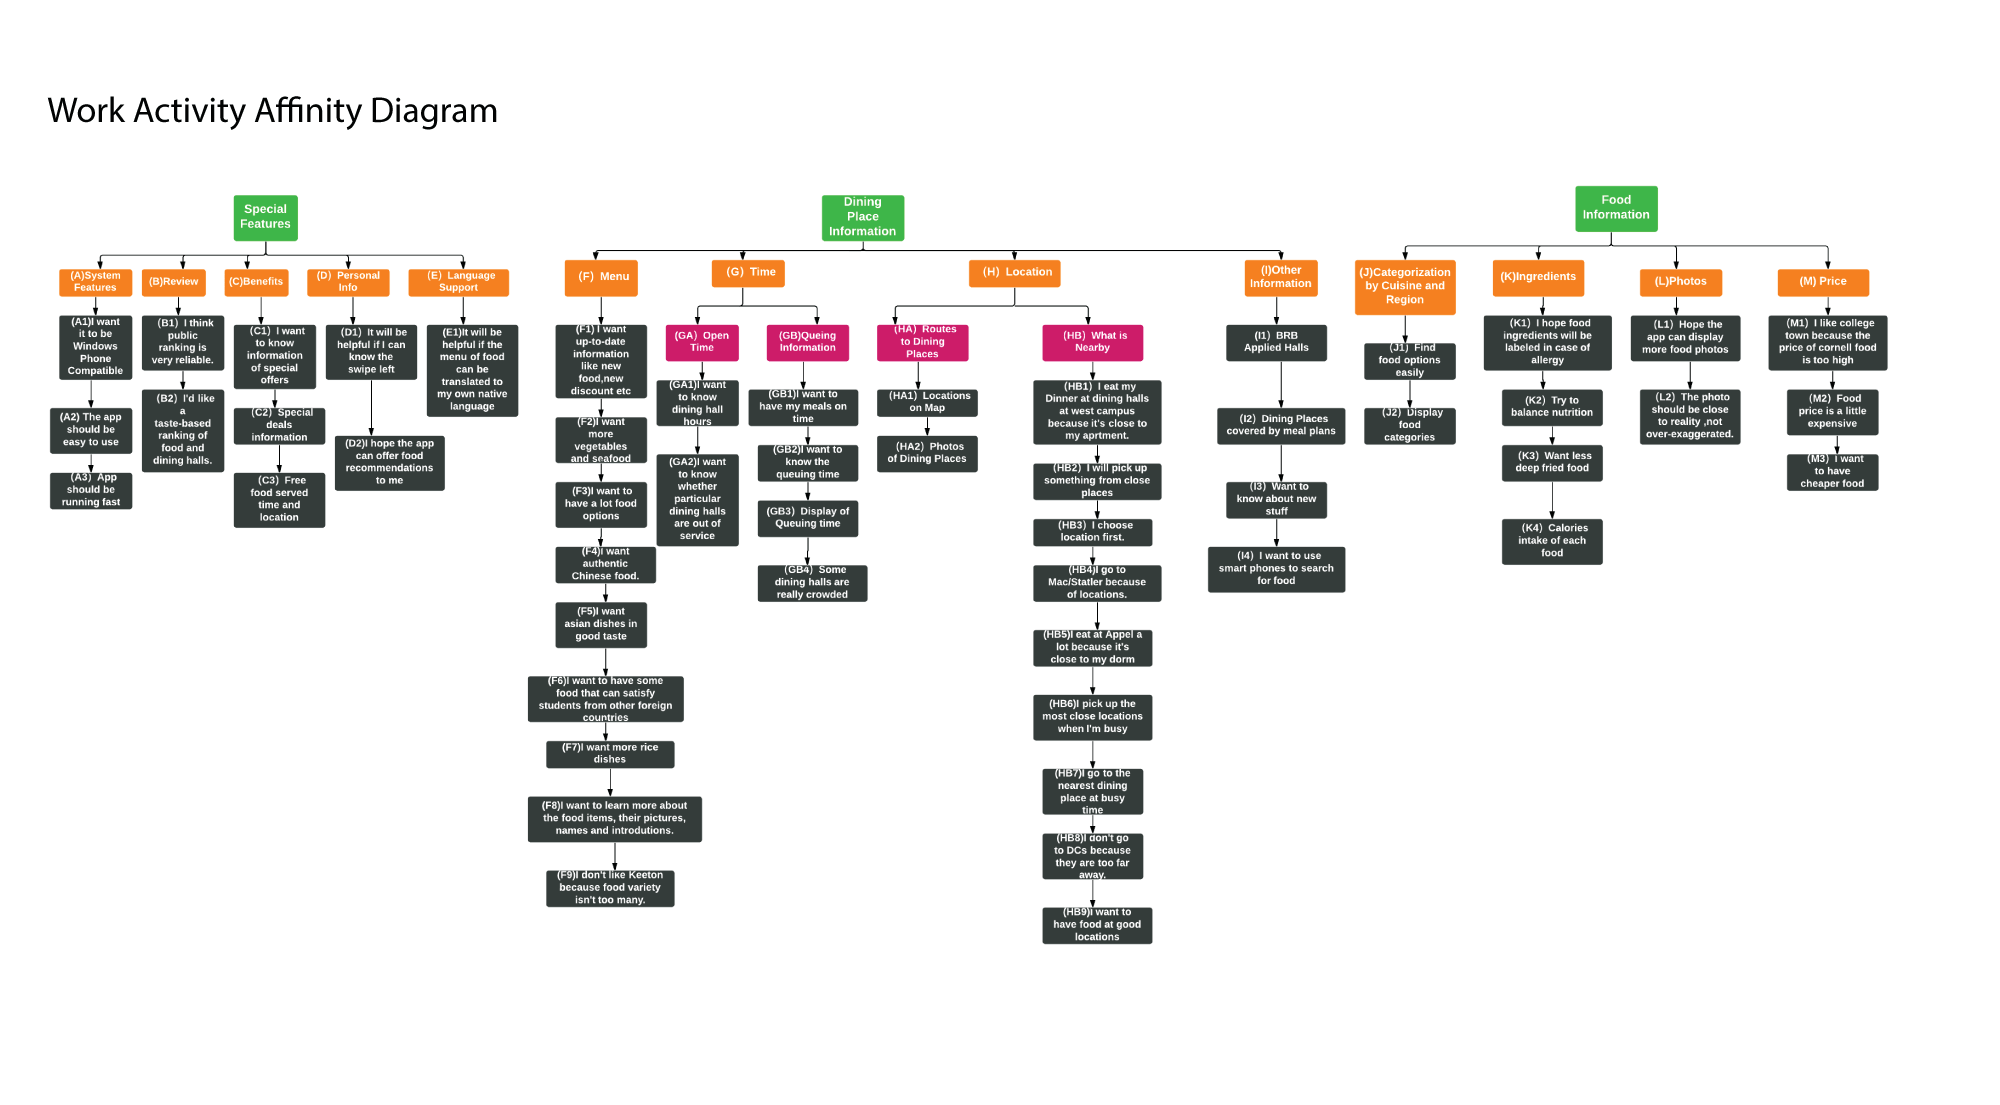 Work Activity Affinity Diagram
Special
Features
(A)System
Features
(A1)I want
it to be
Windows
Phone
Compatible
(A2) The app
should be
easy to use
(A3) App
should be
running fast
(B)Review
(B1) I think
public
ranking is
very reliable.
(B2) I'd like
a
taste-based
ranking of
food and
dining halls.
(C)Benefits
(C1) I want
to know
information
of special
offers
(C2) Special
deals
information
(C3) Free
food served
time and
location
(D) Personal
Info
(D1) It will be
helpful if I can
know the
swipe left
(D2)I hope the app
can offer food
recommendations
to me
(E) Language
Support
(E1)It will be
helpful if the
menu of food
can be
translated to
my own native
language
Dining
Place
Information
(F) Menu
(F1) I want
up-to-date
information
like new
food,new
discount etc
(F2)I want
more
vegetables
and seafood
(F3)I want to
have a lot food
options
(F4)I want
authentic
Chinese food.
(F5)I want
asian dishes in
good taste
(F6)I want to have some
food that can satisfy
students from other foreign
countries
(F7)I want more rice
dishes
(F8)I want to learn more about
the food items, their pictures,
names and introdutions.
(F9)I don't like Keeton
because food variety
isn't too many.
(G) Time
(GA) Open
Time
(GA1)I want
to know
dining hall
hours
(GA2)I want
to know
whether
particular
dining halls
are out of
service
(GB)Queing
Information
(GB1)I want to
have my meals on
time
(GB2)I want to
know the
queuing time
(GB3) Display of
Queuing time
(GB4) Some
dining halls are
really crowded
(H) Location
(HA) Routes
to Dining
Places
(HA1) Locations
on Map
(HA2) Photos
of Dining Places
(HB) What is
Nearby
(HB1) I eat my
Dinner at dining halls
at west campus
because it's close to
my aprtment.
(HB2) I will pick up
something from close
places
(HB3) I choose
location first.
(HB4)I go to
Mac/Statler because
of locations.
(HB5)I eat at Appel a
lot because it's
close to my dorm
(HB6)I pick up the
most close locations
when I'm busy
(HB7)I go to the
nearest dining
place at busy
time
(HB8)I don't go
to DCs because
they are too far
away.
(HB9)I want to
have food at good
locations
(I)Other
Information
(I1) BRB
Applied Halls
(I2) Dining Places
covered by meal plans
(I3) Want to
know about new
stuff
(I4) I want to use
smart phones to search
for food
Food
Information
(J)Categorization
by Cuisine and
Region
(J1) Find
food options
easily
(J2) Display
food
categories
(K)Ingredients
(K1) I hope food
ingredients will be
labeled in case of
allergy
(K2) Try to
balance nutrition
(K3) Want less
deep fried food
(K4) Calories
intake of each
food
(L)Photos
(L1) Hope the
app can display
more food photos
(L2) The photo
should be close
to reality ,not
over-exaggerated.
(M) Price
(M1) I like college
town because the
price of cornell food
is too high
(M2) Food
price is a little
expensive
(M3) I want
to have
cheaper food